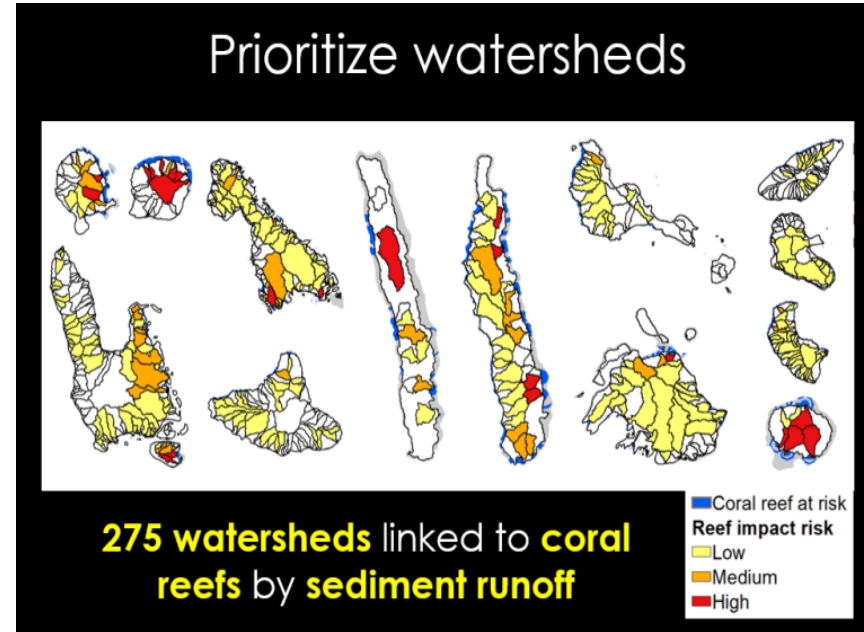 Prioritize watersheds
275 watersheds linked to coral
reefs by sediment runoff
Coral reef at risk
Reef impact risk
Low
Medium
High